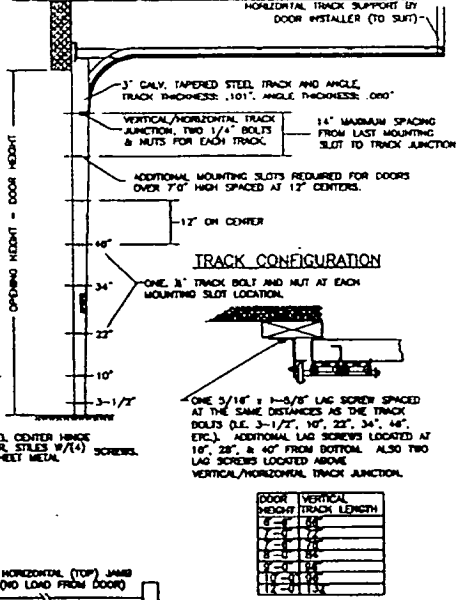 HORIZONTAL TRACK SUPPORT BY
DOOR INSTALLER (TO SUIT)
3" GALV. TAPERED STEEL TRACK AND ANGLE,
TRACK THICKNESS: .101", ANGLE THICKNESS: .080"
VERTICAL/HORIZONTAL TRACK
JUNCTION, TWO 1/4" BOLTS
& NUTS FOR EACH TRACK.
14" MAXIMUM SPACING
FROM LAST MOUNTING
SLOT TO TRACK JUNCTION
ADDITIONAL MOUNTING SLOTS REQUIRED FOR DOORS
OVER 7'0" HIGH SPACED AT 12" CENTERS.
12" ON CENTER
OPENING HEIGHT = DOOR HEIGHT
46"
34"
22"
10"
3-1/2"
TRACK CONFIGURATION
ONE TRACK BOLT AND NUT AT EACH
MOUNTING SLOT LOCATION.
ONE 5/16" x 1-5/8" LAG SCREW SPACED
AT THE SAME DISTANCES AS THE TRACK
BOLTS (I.E. 3-1/2", 10", 22", 34", 46",
ETC.). ADDITIONAL LAG SCREWS LOCATED AT
16", 28", & 40" FROM BOTTOM. ALSO TWO
LAG SCREWS LOCATED ABOVE
VERTICAL/HORIZONTAL TRACK JUNCTION.
CENTER HINGE
STILES W/(4) SCREWS.
SHEET METAL
DOOR HEIGHT
VERTICAL TRACK LENGTH
HORIZONTAL (TOP) JAMB
(NO LOAD FROM DOOR)